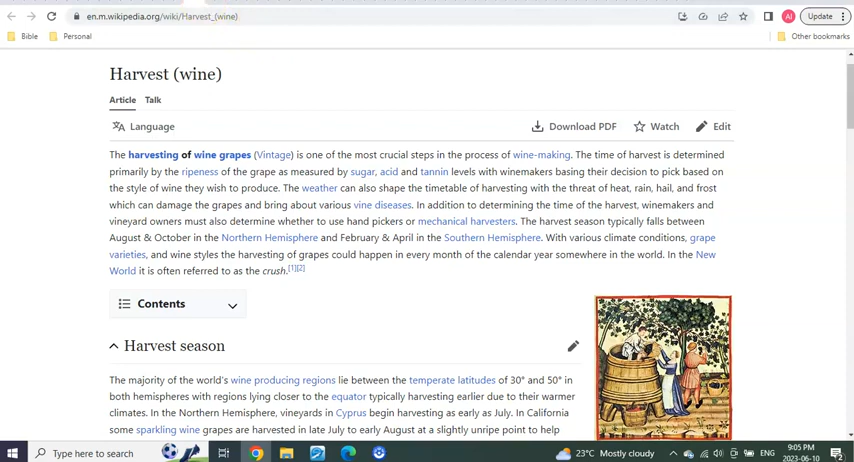 en.m.wikipedia.org/wiki/Harvest_(wine)
AI
Update
Bible
Personal
Other bookmarks
Harvest (wine)
Article Talk
Language
Download PDF
Watch
Edit
The harvesting of wine grapes (Vintage) is one of the most crucial steps in the process of wine-making. The time of harvest is determined
primarily by the ripeness of the grape as measured by sugar, acid and tannin levels with winemakers basing their decision to pick based on
the style of wine they wish to produce. The weather can also shape the timetable of harvesting with the threat of heat, rain, hail, and frost
which can damage the grapes and bring about various vine diseases. In addition to determining the time of the harvest, winemakers and
vineyard owners must also determine whether to use hand pickers or mechanical harvesters. The harvest season typically falls between
August & October in the Northern Hemisphere and February & April in the Southern Hemisphere. With various climate conditions, grape
varieties, and wine styles the harvesting of grapes could happen in every month of the calendar year somewhere in the world. In the New
World it is often referred to as the crush.[1][2]
Contents
Harvest season
The majority of the world's wine producing regions lie between the temperate latitudes of 30° and 50° in
both hemispheres with regions lying closer to the equator typically harvesting earlier due to their warmer
climates. In the Northern Hemisphere, vineyards in Cyprus begin harvesting as early as July. In California
some sparkling wine grapes are harvested in late July to early August at a slightly unripe point to help
Type here to search
23°C Mostly cloudy
ENG
9:05 PM
2023-06-10
2